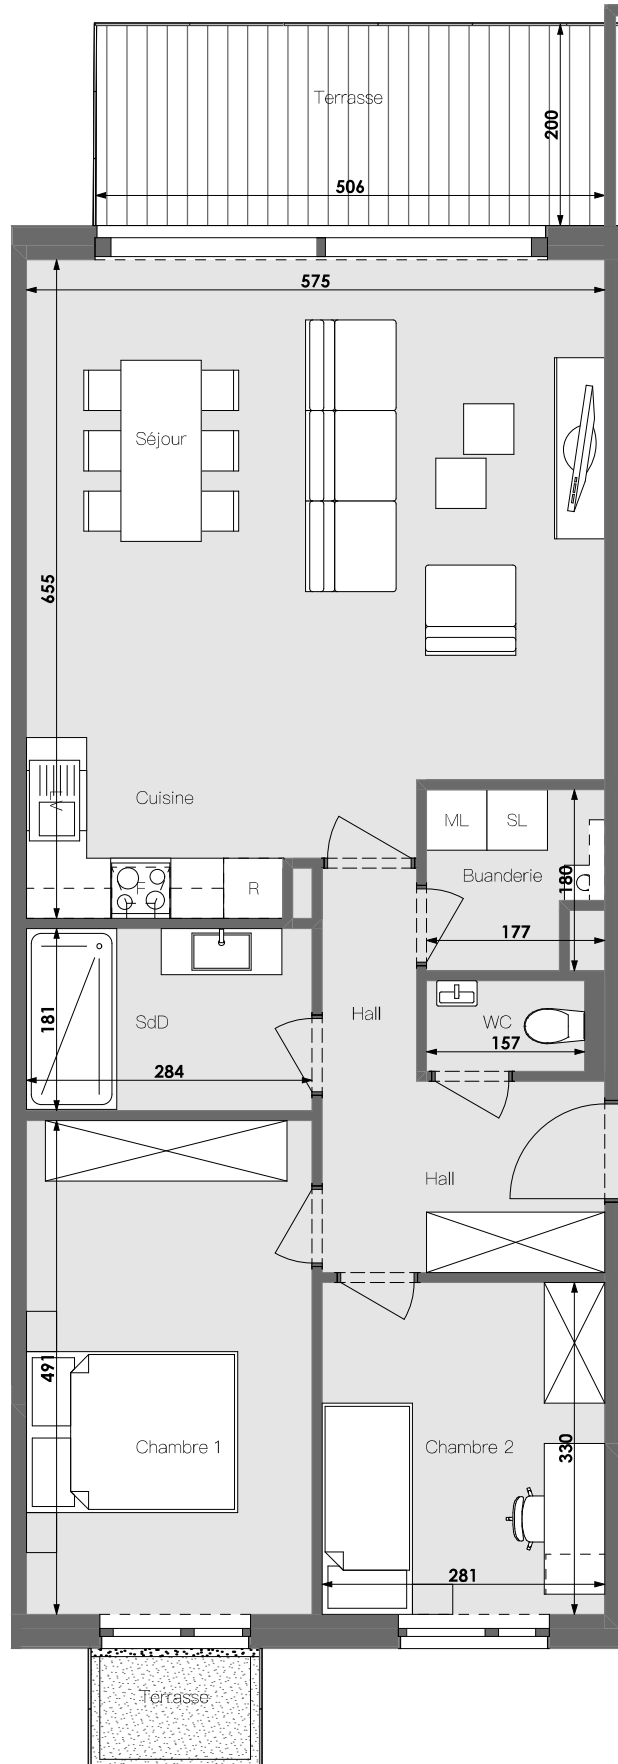 Terrasse
200
506
575
Séjour
655
Cuisine
ML
SL
Buanderie
180
R
177
SdD
181
Hall
WC
157
284
Hall
491
Chambre 1
Chambre 2
330
281
Terrasse